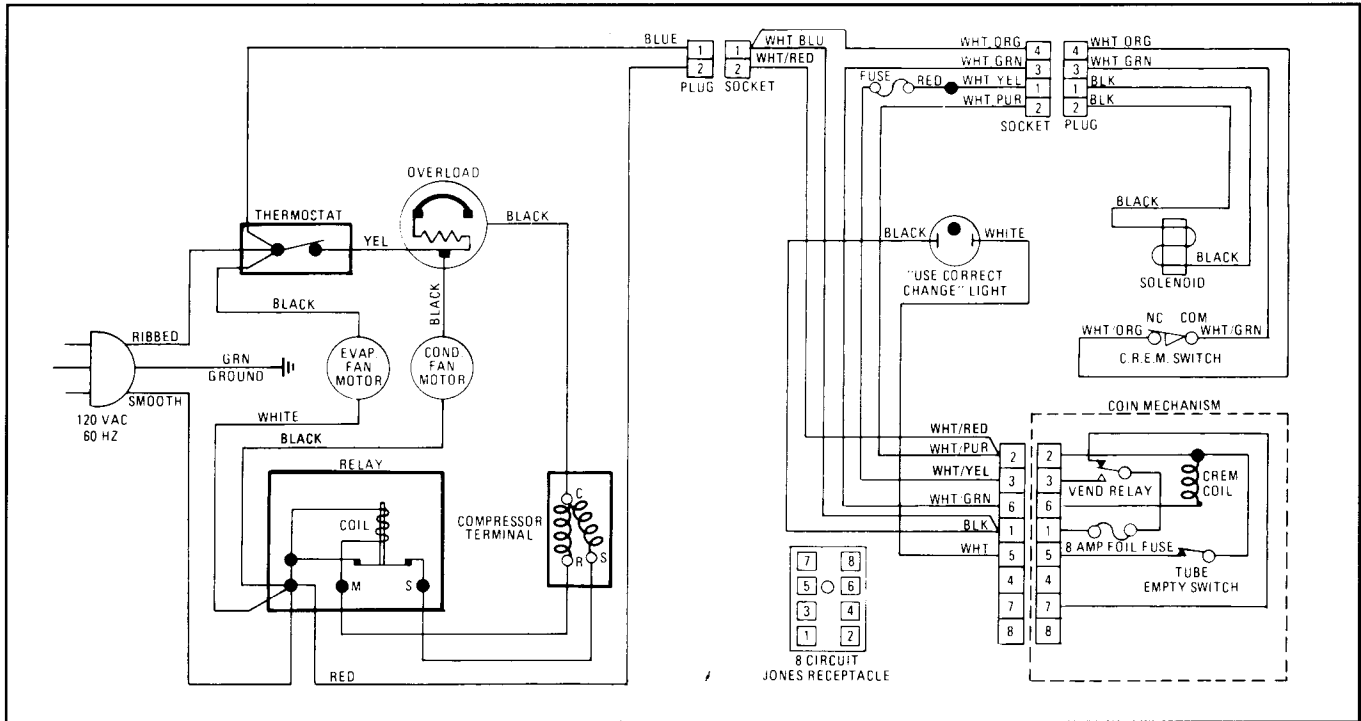 BLUE
1
2
PLUG
1
2
SOCKET
WHT BLU
WHT/RED
WHT ORG
WHT GRN
FUSE
RED
WHT YEL
WHT PUR
4
3
1
2
SOCKET
4
3
1
2
PLUG
WHT ORG
WHT GRN
BLK
BLK
OVERLOAD
THERMOSTAT
YEL
BLACK
BLACK
BLACK
RIBBED
GRN
GROUND
SMOOTH
120 VAC
60 HZ
EVAP.
FAN
MOTOR
COND.
FAN
MOTOR
WHITE
BLACK
RELAY
COIL
M
S
COMPRESSOR
TERMINAL
C
R
S
RED
BLACK
WHITE
"USE CORRECT
CHANGE" LIGHT
BLACK
BLACK
SOLENOID
NC COM
WHT/ORG
WHT/GRN
C.R.E.M. SWITCH
COIN MECHANISM
WHT/RED
WHT/PUR
WHT/YEL
WHT GRN
BLK
WHT
2
3
6
1
5
4
7
8
2
3
6
1
5
4
7
8
VEND RELAY
CREM
COIL
8 AMP FOIL FUSE
TUBE
EMPTY SWITCH
7 8
5 6
3 4
1 2
8 CIRCUIT
JONES RECEPTACLE